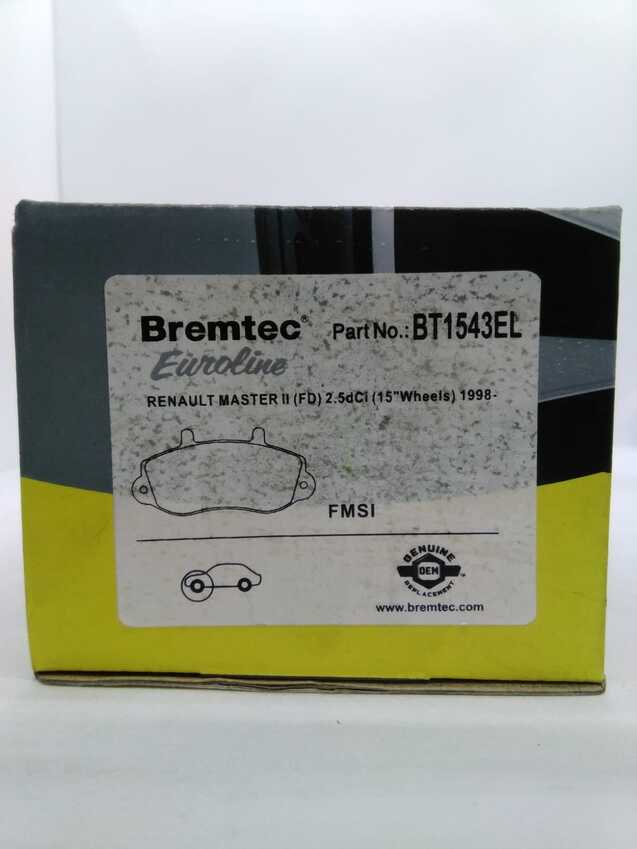 Bremtec®
Euroline
Part No.: BT1543EL
RENAULT MASTER II (FD) 2.5dCi (15"Wheels) 1998-
FMSI
GENUINE
OEM
REPLACEMENT
www.bremtec.com